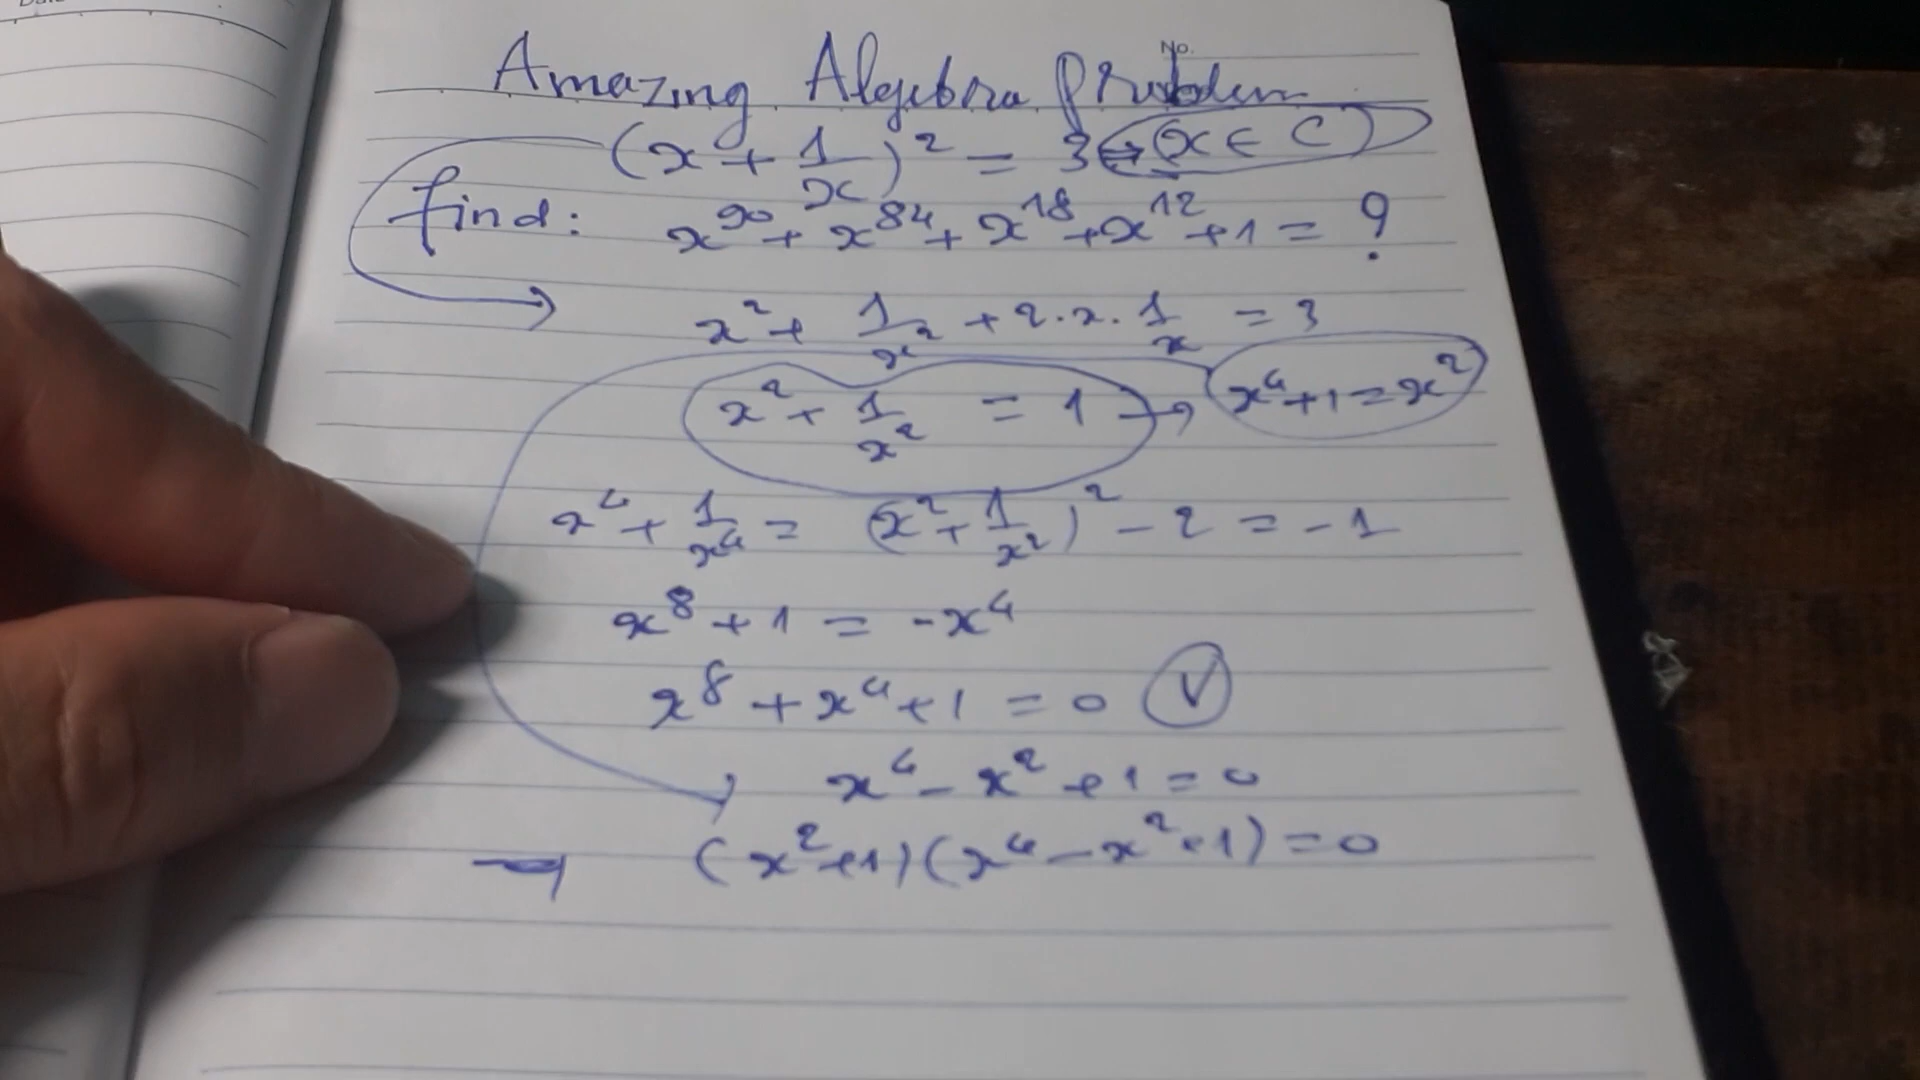 No.
Amazing Algebra Problem
(x + 1/x)² = 3 → (x ∈ C)
find: x⁹⁰ + x⁸⁴ + x¹⁸ + x¹² + 1 = ?
x² + 1/x² + 2·x·1/x = 3
x² + 1/x² = 1 → x⁴ + 1 = x²
x⁴ + 1/x⁴ = (x² + 1/x²)² - 2 = -1
x⁸ + 1 = -x⁴
x⁸ + x⁴ + 1 = 0 ✓
x⁴ - x² + 1 = 0
→ (x² + 1)(x⁴ - x² + 1) = 0